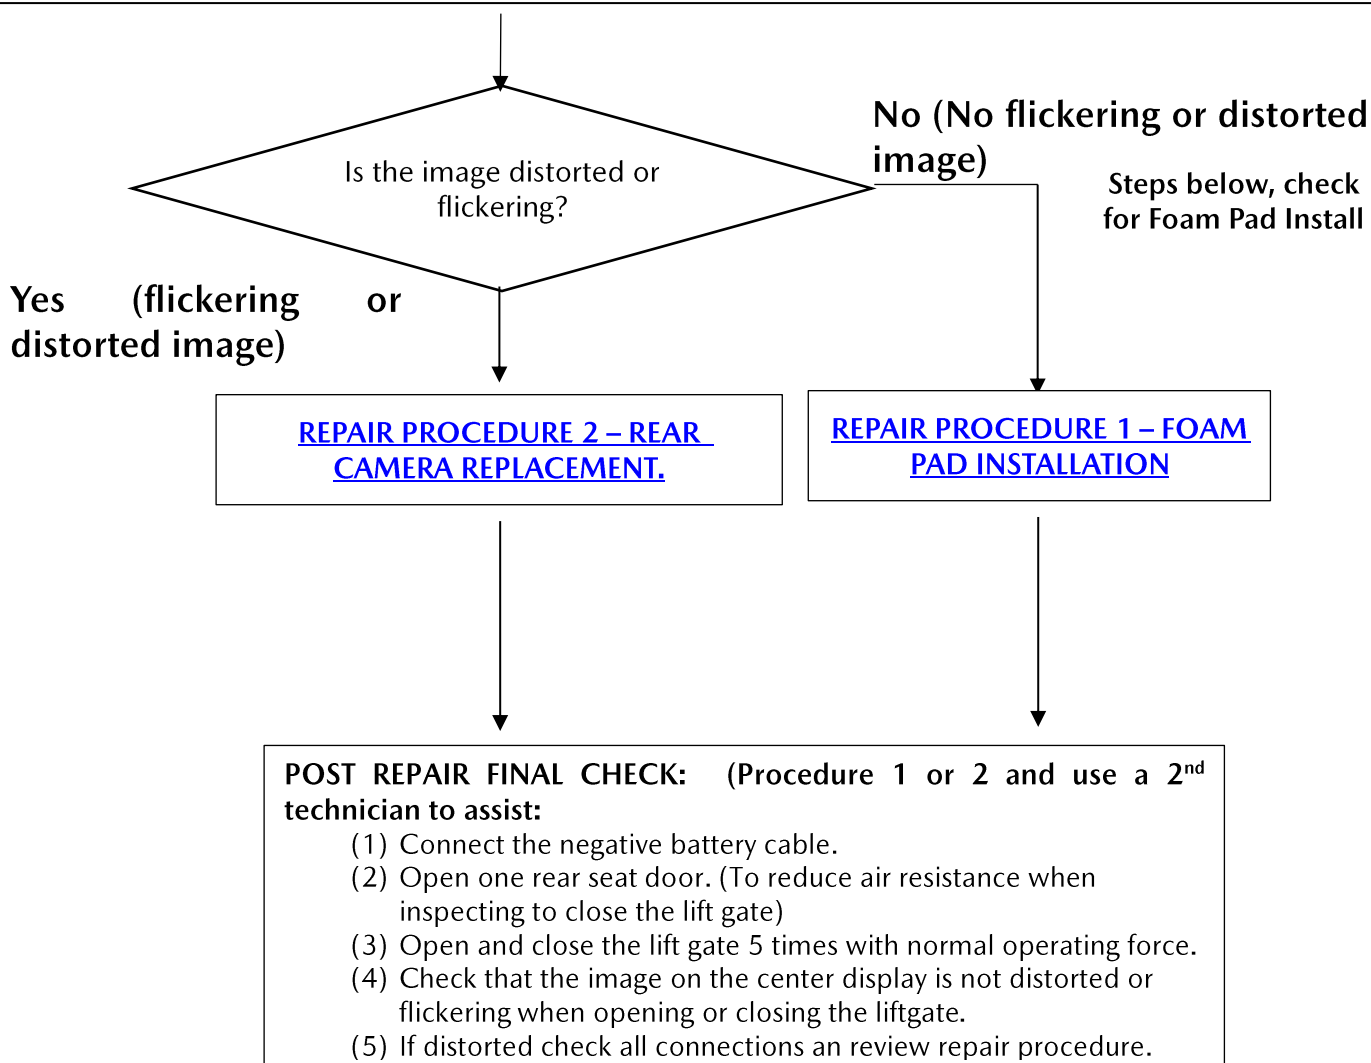 No (No flickering or distorted
image)
Is the image distorted or
flickering?
Steps below, check
for Foam Pad Install
Yes (flickering or
distorted image)
REPAIR PROCEDURE 2 – REAR
CAMERA REPLACEMENT.
REPAIR PROCEDURE 1 – FOAM
PAD INSTALLATION
POST REPAIR FINAL CHECK: (Procedure 1 or 2 and use a 2nd
technician to assist:
(1) Connect the negative battery cable.
(2) Open one rear seat door. (To reduce air resistance when
inspecting to close the lift gate)
(3) Open and close the lift gate 5 times with normal operating force.
(4) Check that the image on the center display is not distorted or
flickering when opening or closing the liftgate.
(5) If distorted check all connections an review repair procedure.